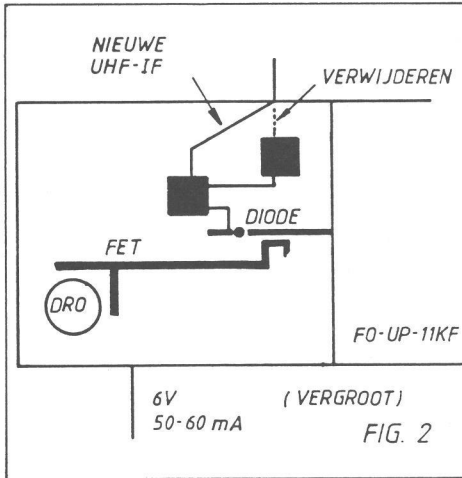 NIEUWE
UHF-IF
VERWIJDEREN
DIODE
FET
DRO
FO-UP-11KF
6V
(VERGROOT)
50-60 mA
FIG. 2